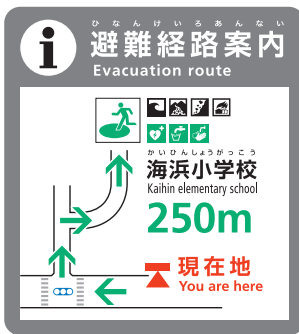 ひなんけいろあんない
i 避難経路案内
Evacuation route
かいひんしょうがっこう
海浜小学校
Kaihin elementary school
250m
現在地
You are here